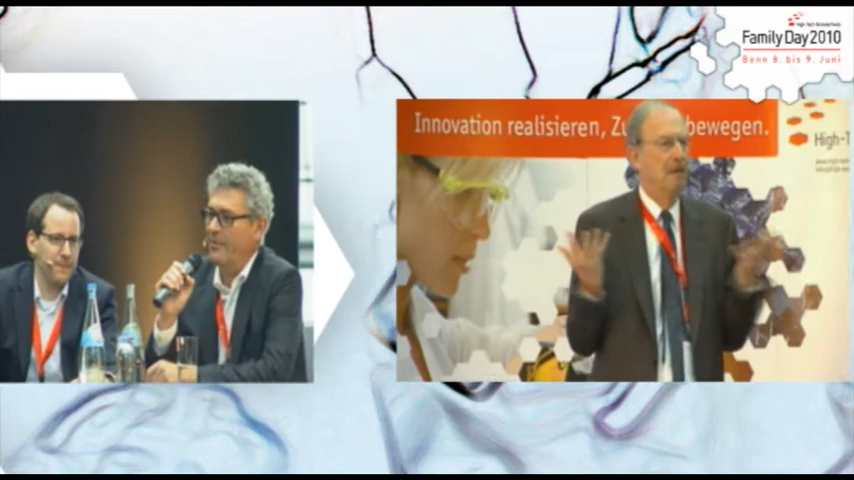 Family Day 2010
Bonn 8. bis 9. Juni
Innovation realisieren, Zu bewegen.
High-